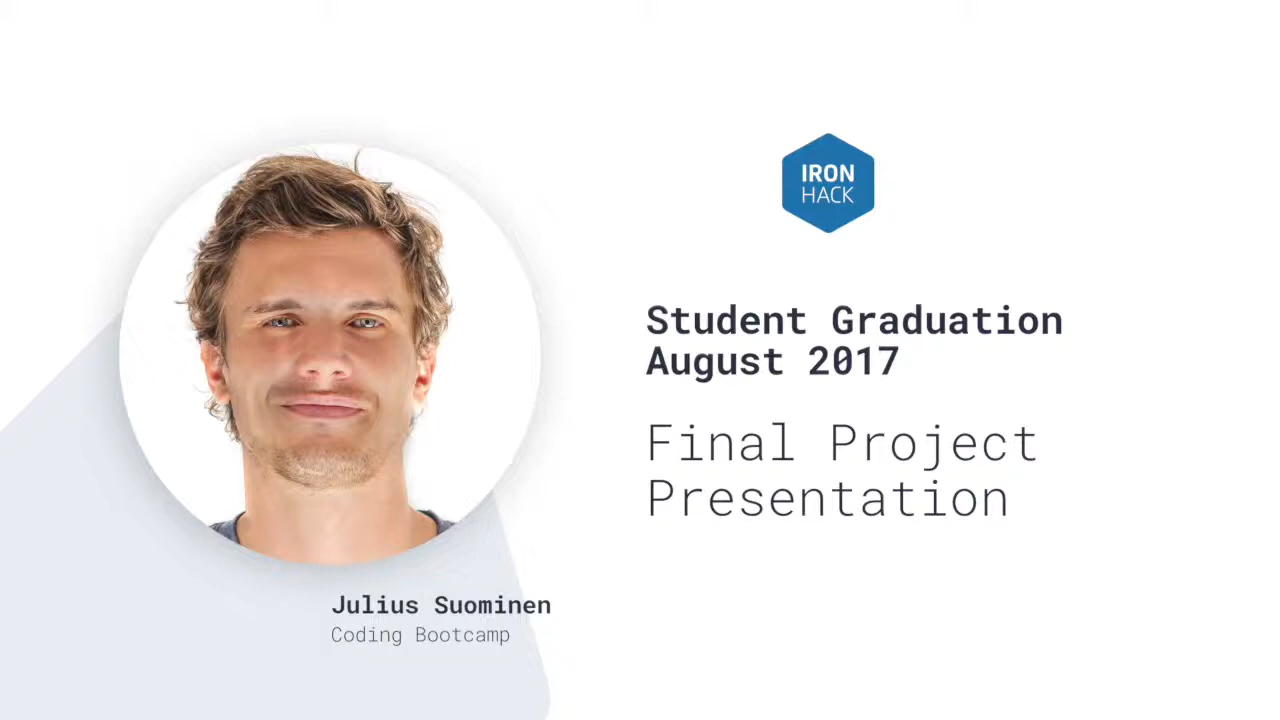 IRON
HACK
Student Graduation
August 2017
Final Project
Presentation
Julius Suominen
Coding Bootcamp